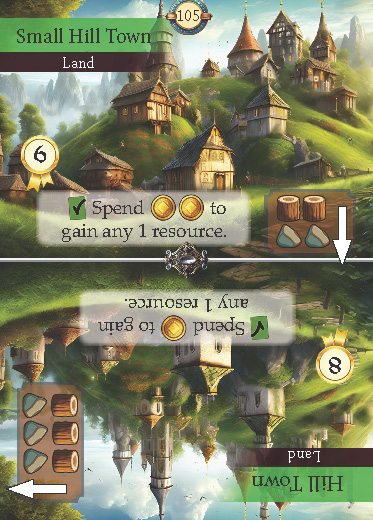 105
Small Hill Town
Land
6
Spend to
gain any 1 resource.
Hill Town
Land
8
Spend to gain
any 1 resource.